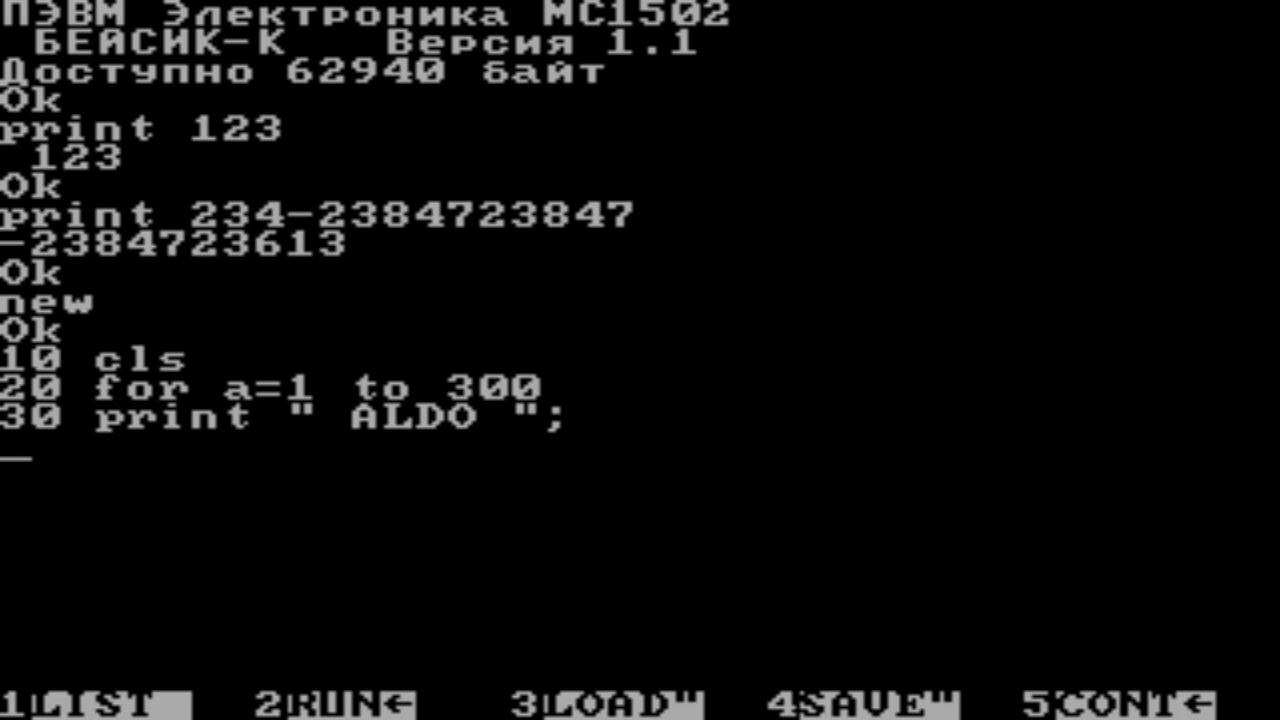 ПЭВМ Электроника МС1502
БЕЙСИК-К Версия 1.1
Доступно 62940 байт
Ok
print 123
123
Ok
print 234-2384723847
-2384723613
Ok
new
Ok
10 cls
20 for a=1 to 300
30 print " ALDO ";
_
1LIST 2RUN← 3LOAD" 4SAVE" 5CONT←